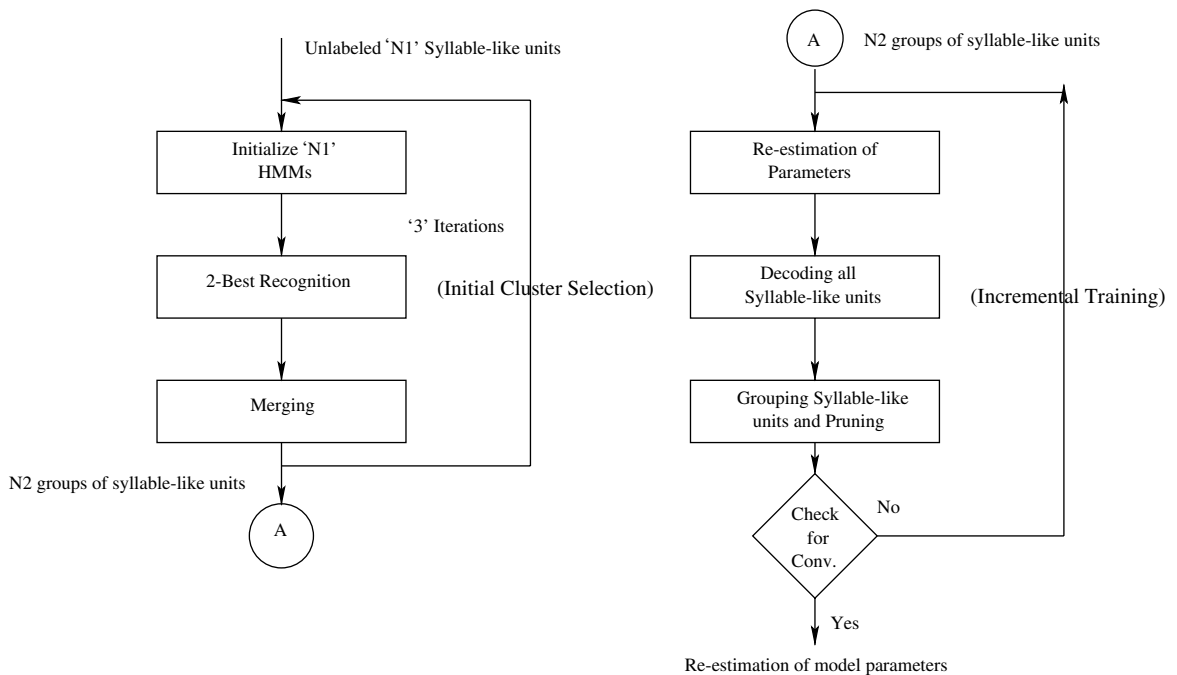 Unlabeled ‘N1’ Syllable-like units
Initialize ‘N1’
HMMs
‘3’ Iterations
2-Best Recognition
(Initial Cluster Selection)
Merging
N2 groups of syllable-like units
A
A
N2 groups of syllable-like units
Re-estimation of
Parameters
Decoding all
Syllable-like units
(Incremental Training)
Grouping Syllable-like
units and Pruning
Check
for
Conv.
No
Yes
Re-estimation of model parameters